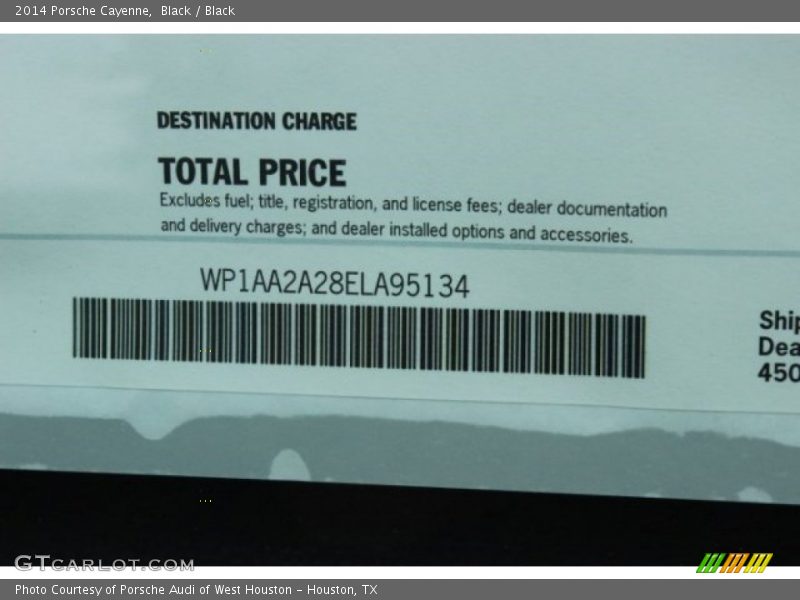 2014 Porsche Cayenne, Black / Black
DESTINATION CHARGE
TOTAL PRICE
Excludes fuel; title, registration, and license fees; dealer documentation
and delivery charges; and dealer installed options and accessories.
WP1AA2A28ELA95134
Ship
Dea
450
GTCARLOT.COM
Photo Courtesy of Porsche Audi of West Houston - Houston, TX